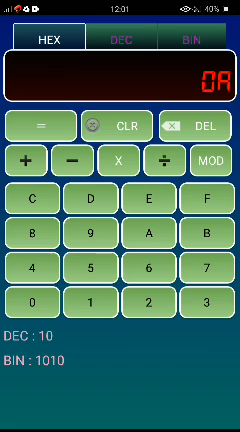 12:01
40%
HEX DEC BIN
0A
= CLR DEL
+ − X ÷ MOD
C D E F
8 9 A B
4 5 6 7
0 1 2 3
DEC : 10
BIN : 1010